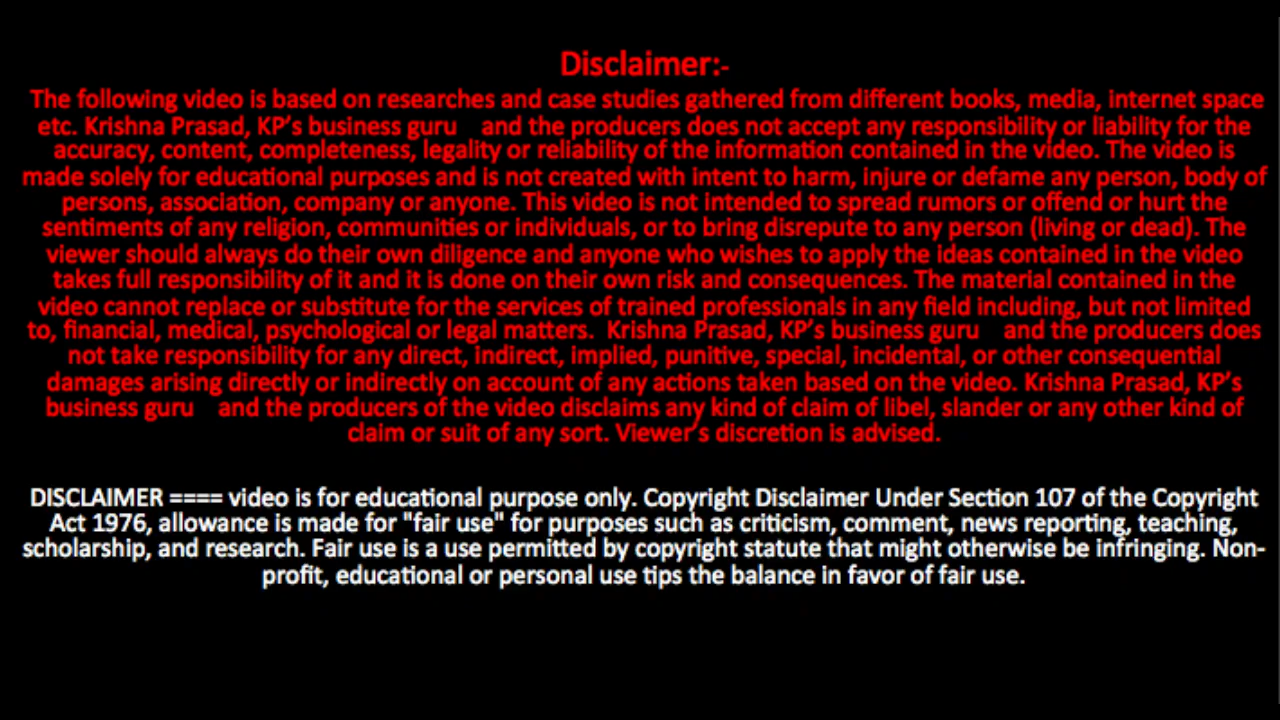 Disclaimer:-
The following video is based on researches and case studies gathered from different books, media, internet space
etc. Krishna Prasad, KP’s business guru    and the producers does not accept any responsibility or liability for the
accuracy, content, completeness, legality or reliability of the information contained in the video. The video is
made solely for educational purposes and is not created with intent to harm, injure or defame any person, body of
persons, association, company or anyone. This video is not intended to spread rumors or offend or hurt the
sentiments of any religion, communities or individuals, or to bring disrepute to any person (living or dead). The
viewer should always do their own diligence and anyone who wishes to apply the ideas contained in the video
takes full responsibility of it and it is done on their own risk and consequences. The material contained in the
video cannot replace or substitute for the services of trained professionals in any field including, but not limited
to, financial, medical, psychological or legal matters.  Krishna Prasad, KP’s business guru    and the producers does
not take responsibility for any direct, indirect, implied, punitive, special, incidental, or other consequential
damages arising directly or indirectly on account of any actions taken based on the video. Krishna Prasad, KP’s
business guru    and the producers of the video disclaims any kind of claim of libel, slander or any other kind of
claim or suit of any sort. Viewer’s discretion is advised.
DISCLAIMER ==== video is for educational purpose only. Copyright Disclaimer Under Section 107 of the Copyright
Act 1976, allowance is made for "fair use" for purposes such as criticism, comment, news reporting, teaching,
scholarship, and research. Fair use is a use permitted by copyright statute that might otherwise be infringing. Non-
profit, educational or personal use tips the balance in favor of fair use.